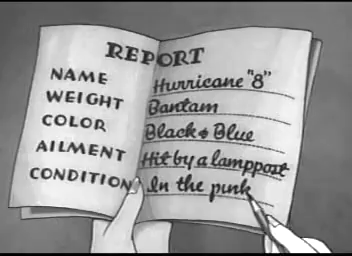 REPORT
NAME Hurricane "8"
WEIGHT Bantam
COLOR Black & Blue
AILMENT Hit by a lamppost
CONDITION In the pink